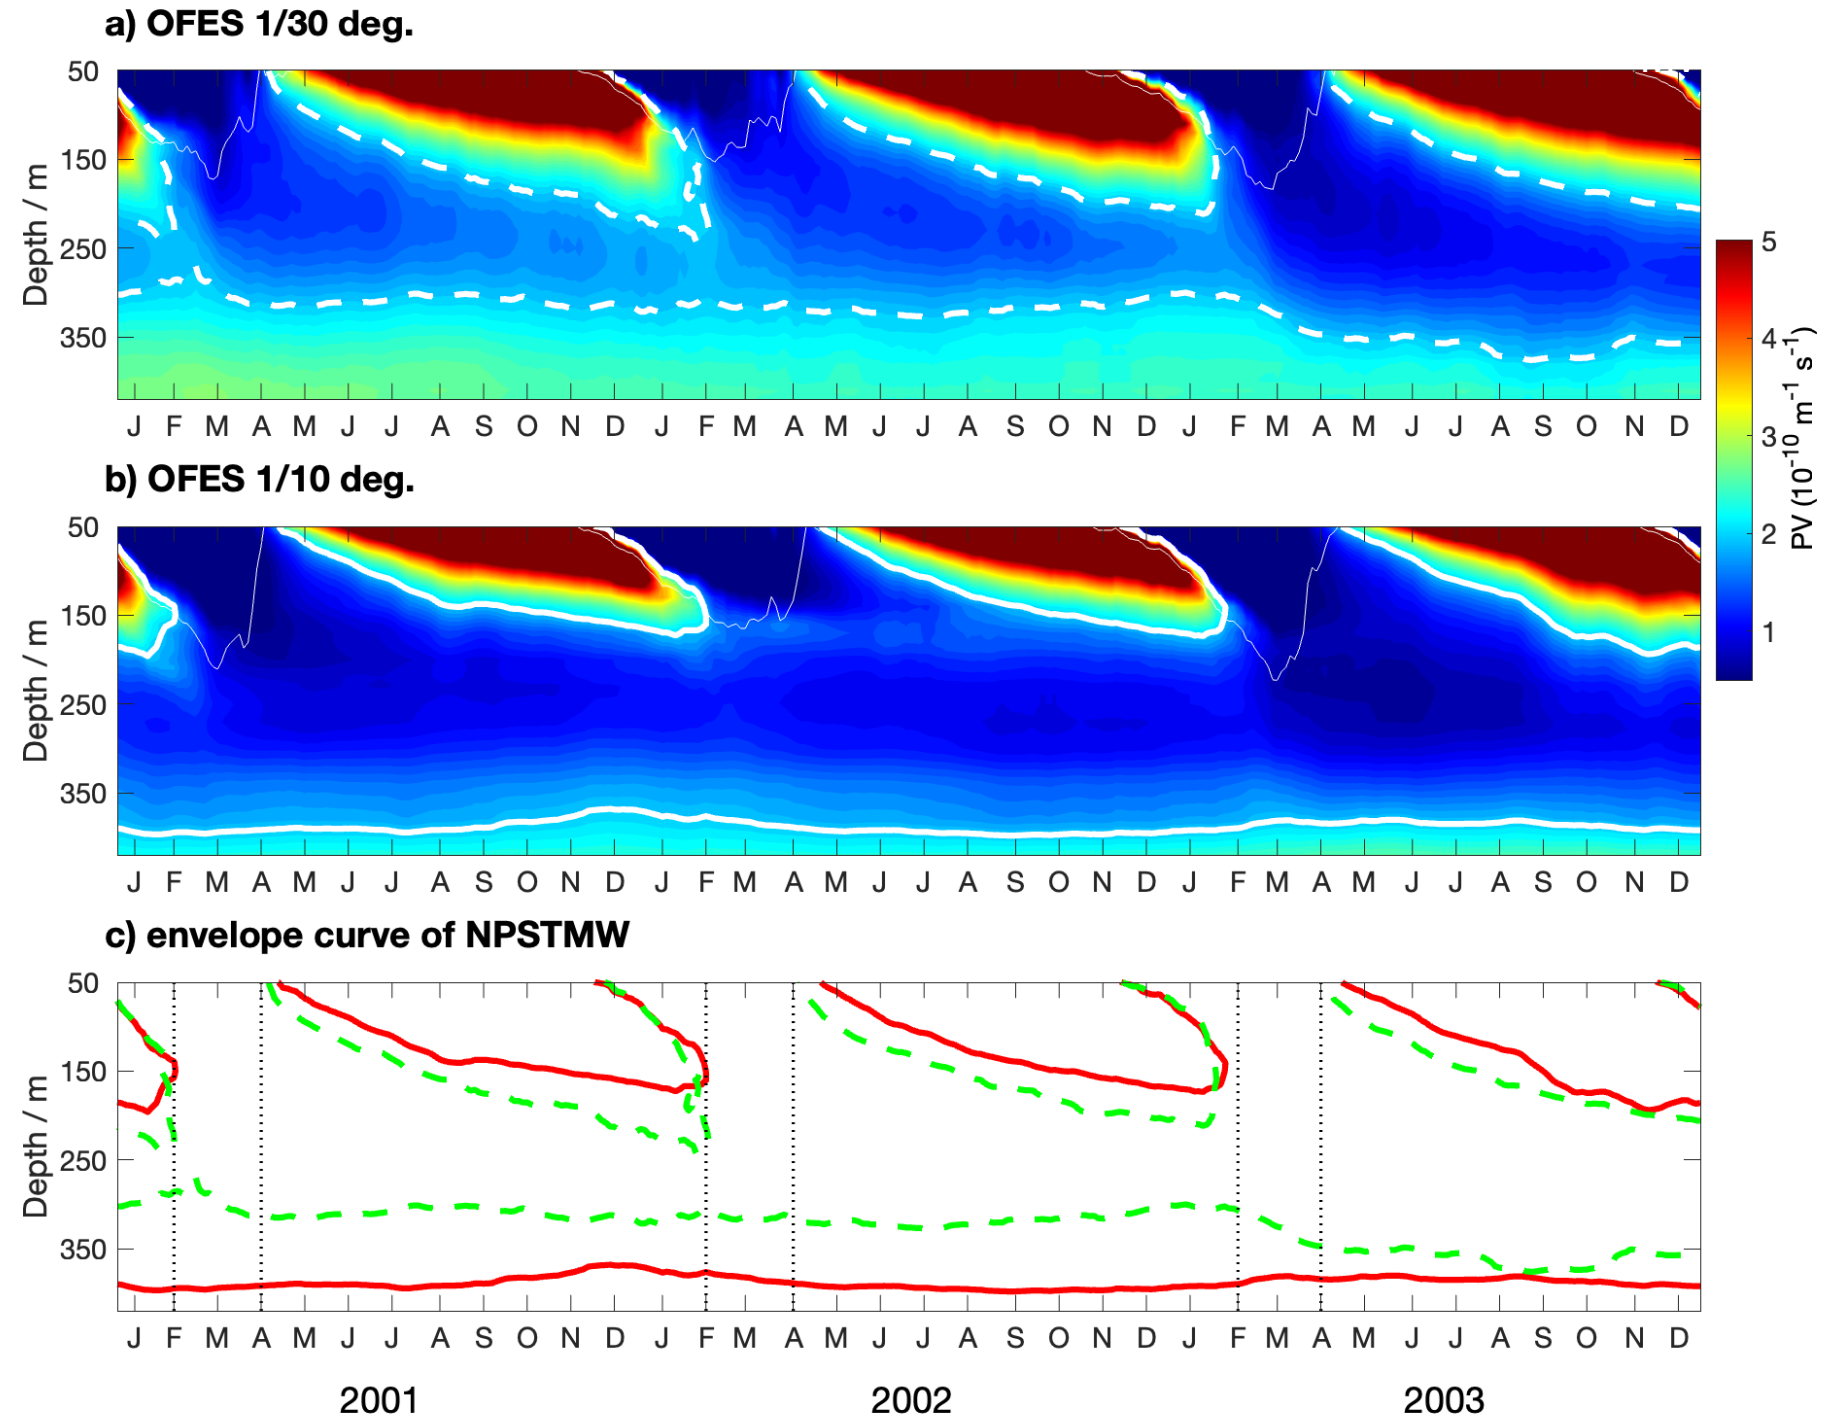 a) OFES 1/30 deg.
50
150
250
350
Depth / m
J F M A M J J A S O N D J F M A M J J A S O N D J F M A M J J A S O N D
b) OFES 1/10 deg.
50
150
250
350
Depth / m
J F M A M J J A S O N D J F M A M J J A S O N D J F M A M J J A S O N D
5
4
3
2
1
PV (10⁻¹⁰ m⁻¹ s⁻¹)
c) envelope curve of NPSTMW
50
150
250
350
Depth / m
J F M A M J J A S O N D J F M A M J J A S O N D J F M A M J J A S O N D
2001 2002 2003